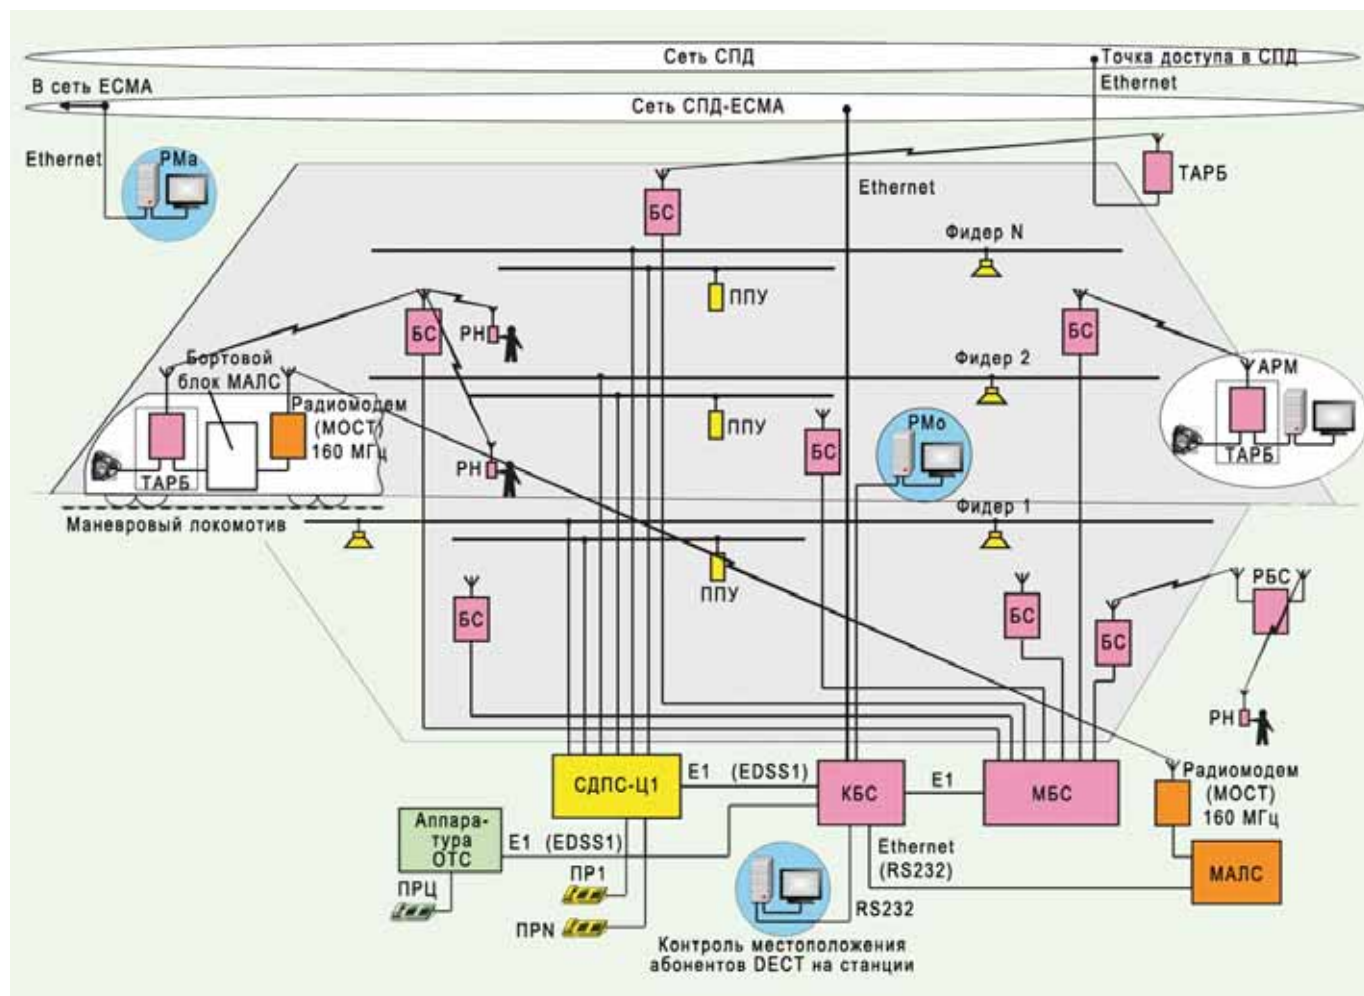 Сеть СПД
Точка доступа в СПД
В сеть ЕСМА
Ethernet
Сеть СПД-ЕСМА
Ethernet
РМа
ТАРБ
Ethernet
БС
Фидер N
ППУ
БС
РН
БС
Бортовой
блок МАЛС
Фидер 2
АРМ
Радиомодем
(МОСТ)
160 МГц
ППУ
РМо
БС
ТАРБ
РН
ТАРБ
Маневровый локомотив
Фидер 1
ППУ
РБС
БС
БС
БС
РН
СДПС-Ц1
Е1 (EDSS1)
КБС
Е1
МБС
Радиомодем
(МОСТ)
160 МГц
Аппара-
тура
ОТС
Е1 (EDSS1)
Ethernet
(RS232)
МАЛС
ПРЦ
ПР1
ПРN
RS232
Контроль местоположения
абонентов DECT на станции